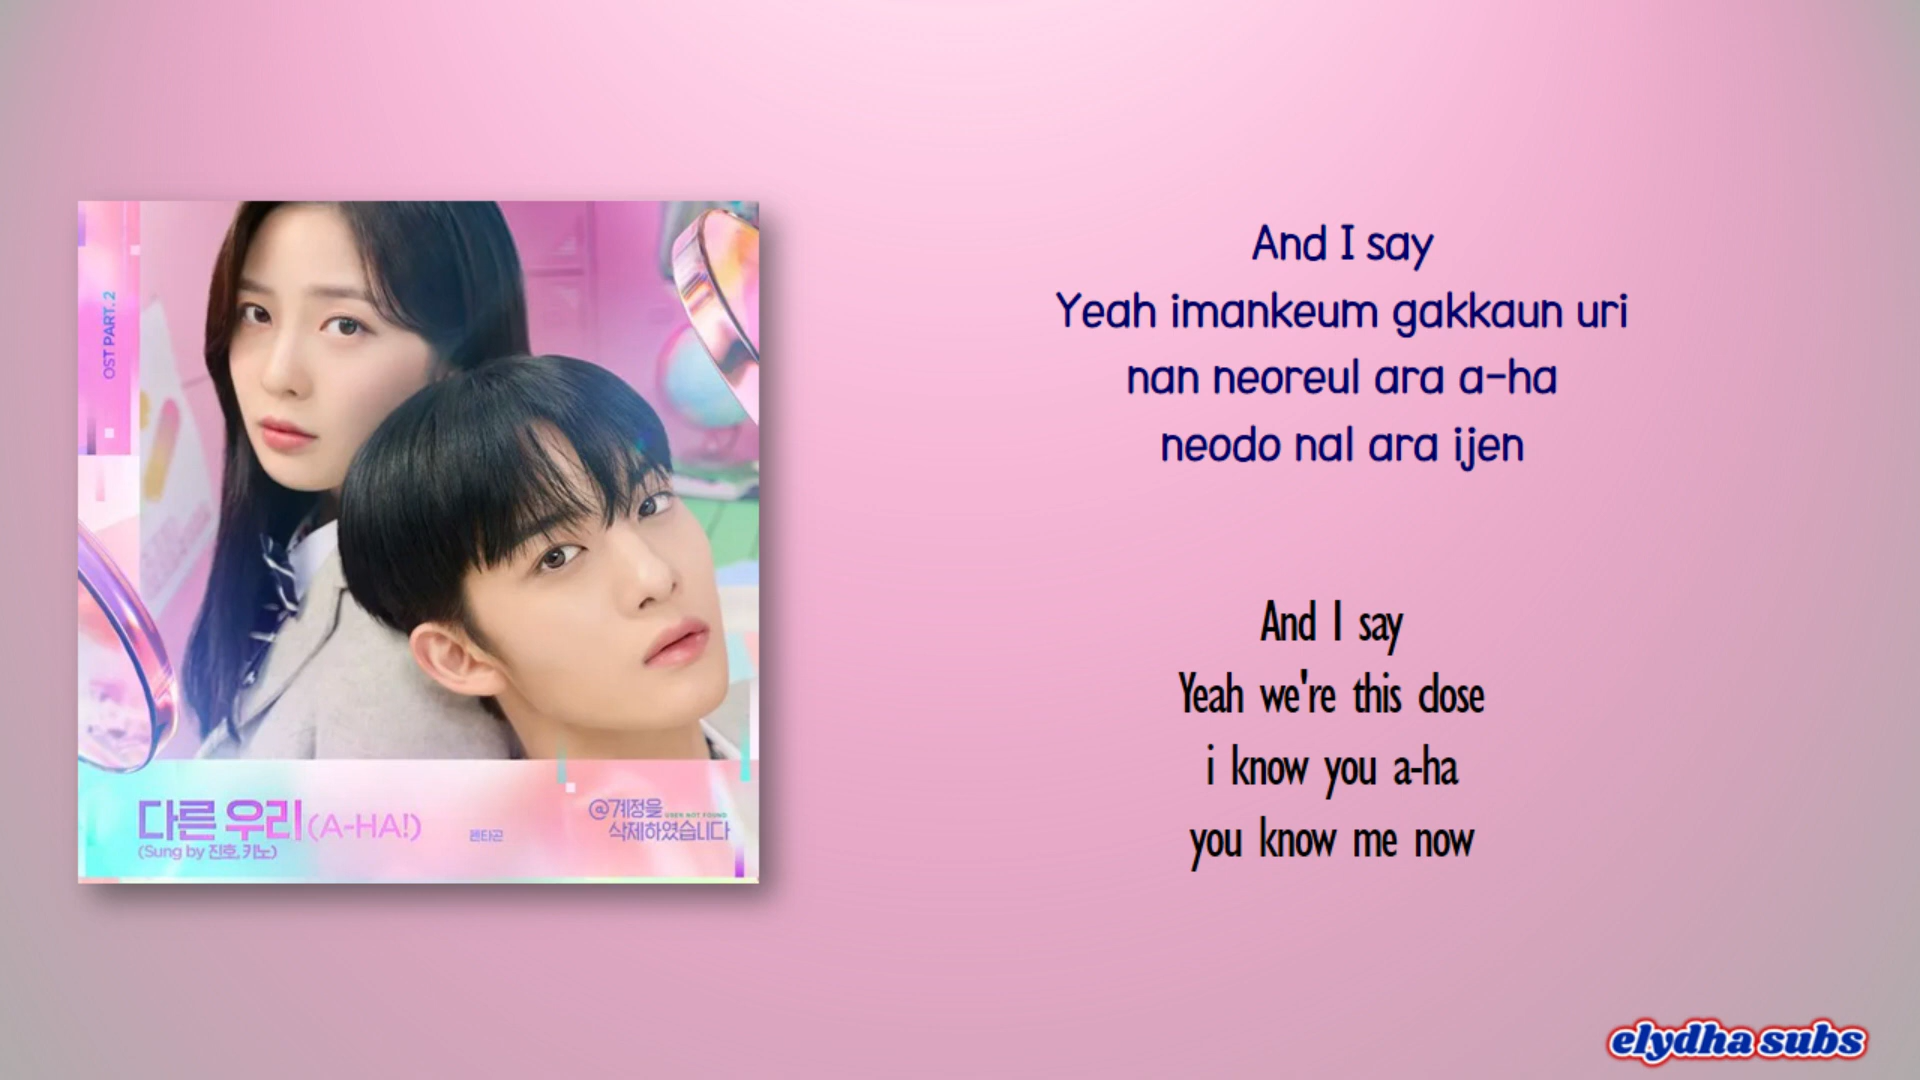 OST PART. 2
다른 우리 (A-HA!)
(Sung by 진호, 키노)
펜타곤
@계정을
USER NOT FOUND
삭제하였습니다
And I say
Yeah imankeum gakkaun uri
nan neoreul ara a-ha
neodo nal ara ijen
And I say
Yeah we're this close
i know you a-ha
you know me now
elydha subs